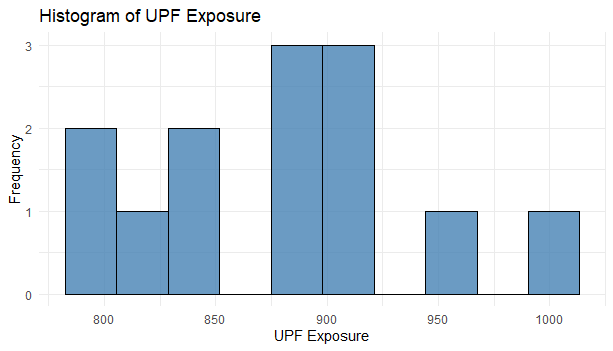 Histogram of UPF Exposure
Frequency
3
2
1
0
800 850 900 950 1000
UPF Exposure